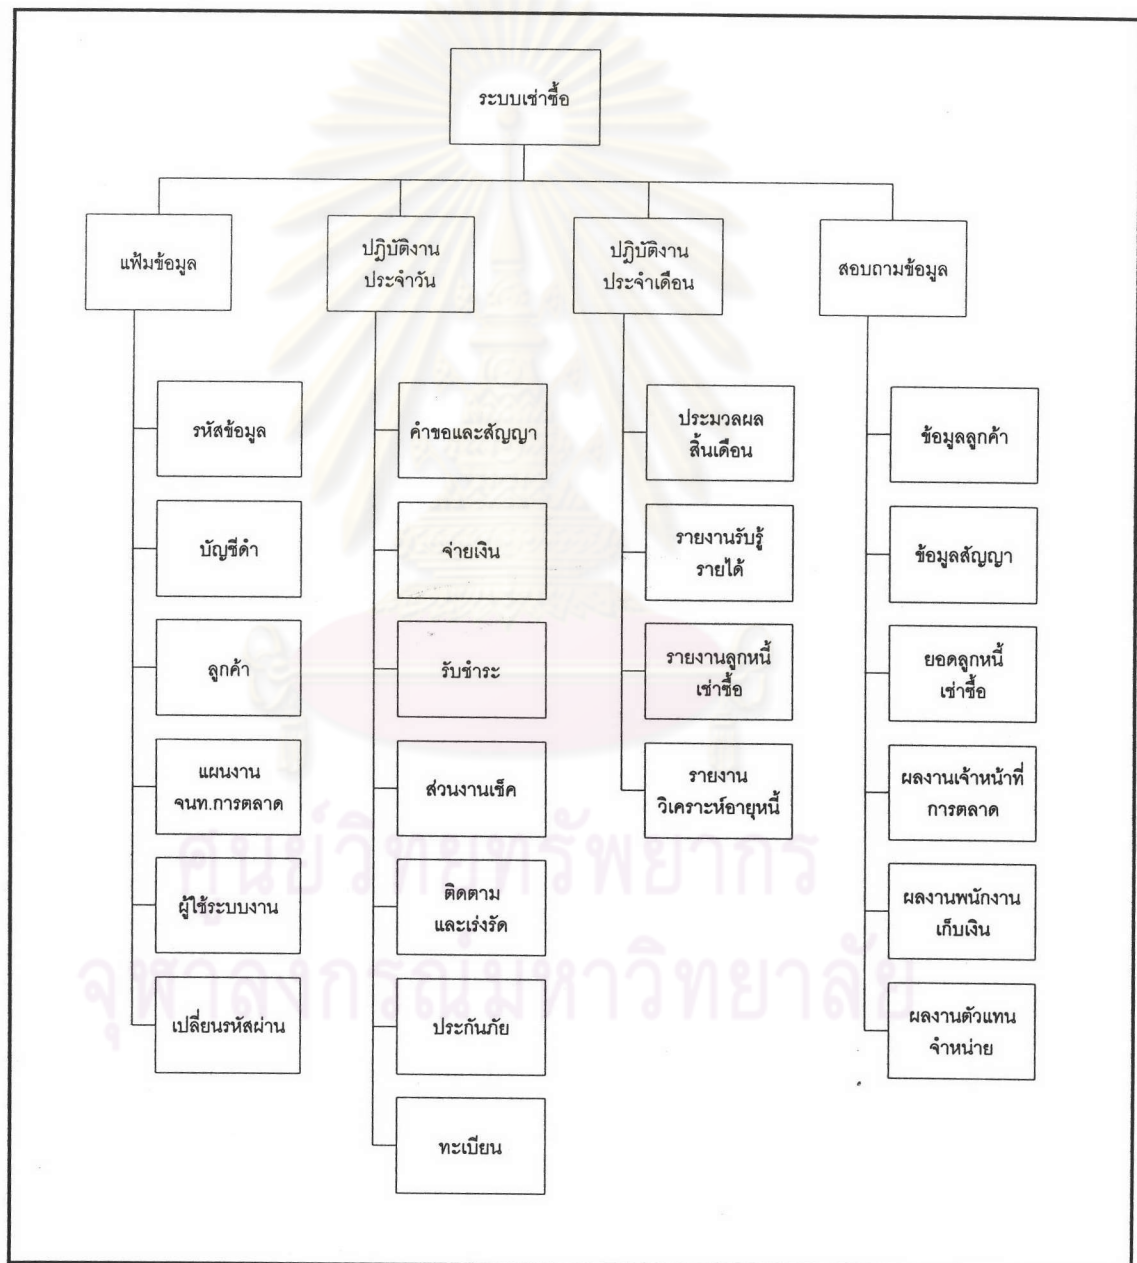 ระบบเช่าซื้อ
แฟ้มข้อมูล
ปฏิบัติงาน
ประจำวัน
ปฏิบัติงาน
ประจำเดือน
สอบถามข้อมูล
รหัสข้อมูล
บัญชีดำ
ลูกค้า
แผนงาน
จนท.การตลาด
ผู้ใช้ระบบงาน
เปลี่ยนรหัสผ่าน
คำขอและสัญญา
จ่ายเงิน
รับชำระ
ส่วนงานเช็ค
ติดตาม
และเร่งรัด
ประกันภัย
ทะเบียน
ประมวลผล
สิ้นเดือน
รายงานรับรู้
รายได้
รายงานลูกหนี้
เช่าซื้อ
รายงาน
วิเคราะห์อายุหนี้
ข้อมูลลูกค้า
ข้อมูลสัญญา
ยอดลูกหนี้
เช่าซื้อ
ผลงานเจ้าหน้าที่
การตลาด
ผลงานพนักงาน
เก็บเงิน
ผลงานตัวแทน
จำหน่าย
ศูนย์วิทยทรัพยากร
จุฬาลงกรณ์มหาวิทยาลัย